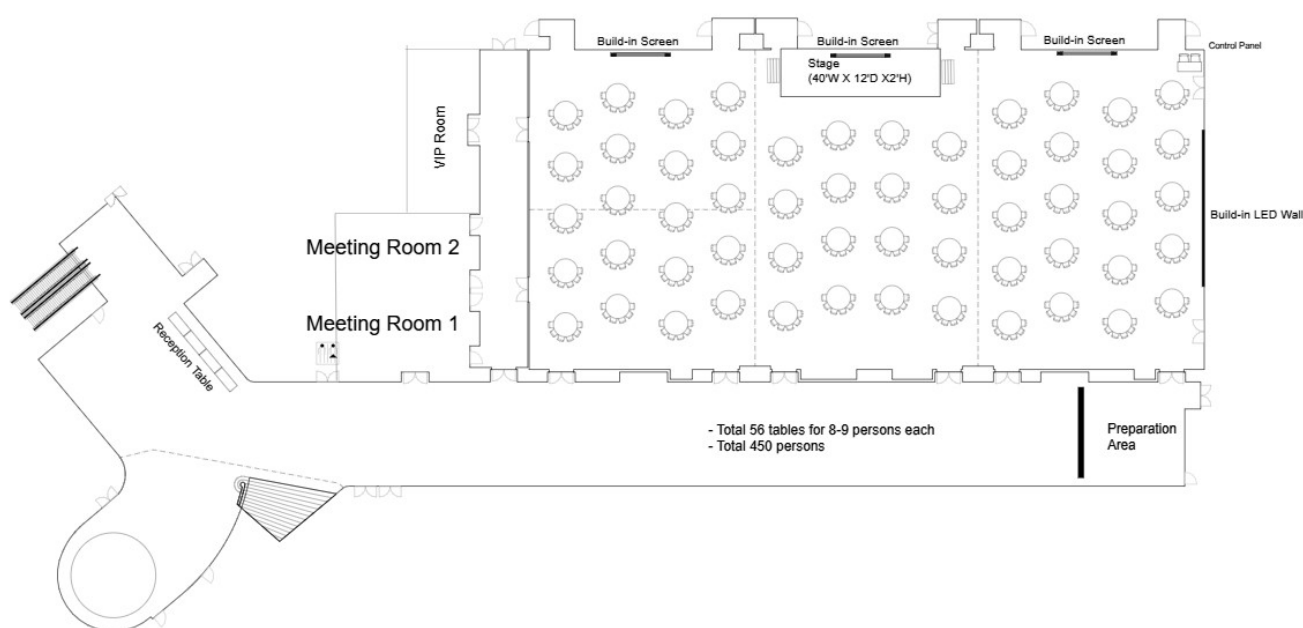 Build-in Screen
Build-in Screen
Build-in Screen
Control Panel
Stage
(40'W X 12'D X2'H)
VIP Room
Build-in LED Wall
Meeting Room 2
Meeting Room 1
Reception Table
- Total 56 tables for 8-9 persons each
- Total 450 persons
Preparation
Area